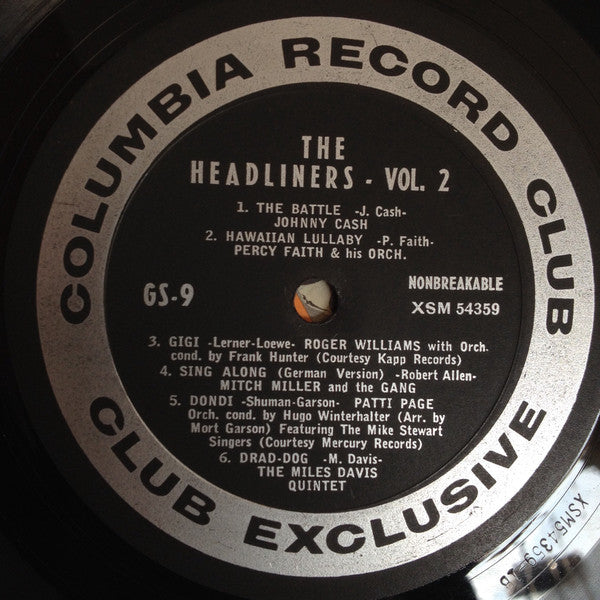 COLUMBIA RECORD CLUB
THE
HEADLINERS - VOL. 2
1. THE BATTLE -J. Cash-
JOHNNY CASH
2. HAWAIIAN LULLABY -P. Faith-
PERCY FAITH & his ORCH.
GS-9
NONBREAKABLE
XSM 54359
3. GIGI -Lerner-Loewe- ROGER WILLIAMS with Orch.
cond. by Frank Hunter (Courtesy Kapp Records)
4. SING ALONG (German Version) -Robert Allen-
MITCH MILLER and the GANG
5. DONDI -Shuman-Garson- PATTI PAGE
Orch. cond. by Hugo Winterhalter (Arr. by
Mort Garson) Featuring The Mike Stewart
Singers (Courtesy Mercury Records)
6. DRAD-DOG -M. Davis-
THE MILES DAVIS
QUINTET
CLUB EXCLUSIVE
XSM54359-1B